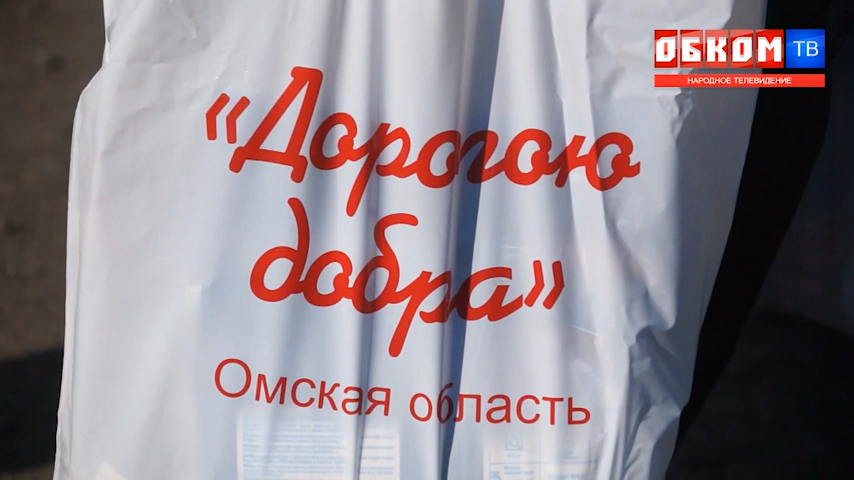 ОБКОМ ТВ
НАРОДНОЕ ТЕЛЕВИДЕНИЕ
«Дорогою
добра»
Омская область